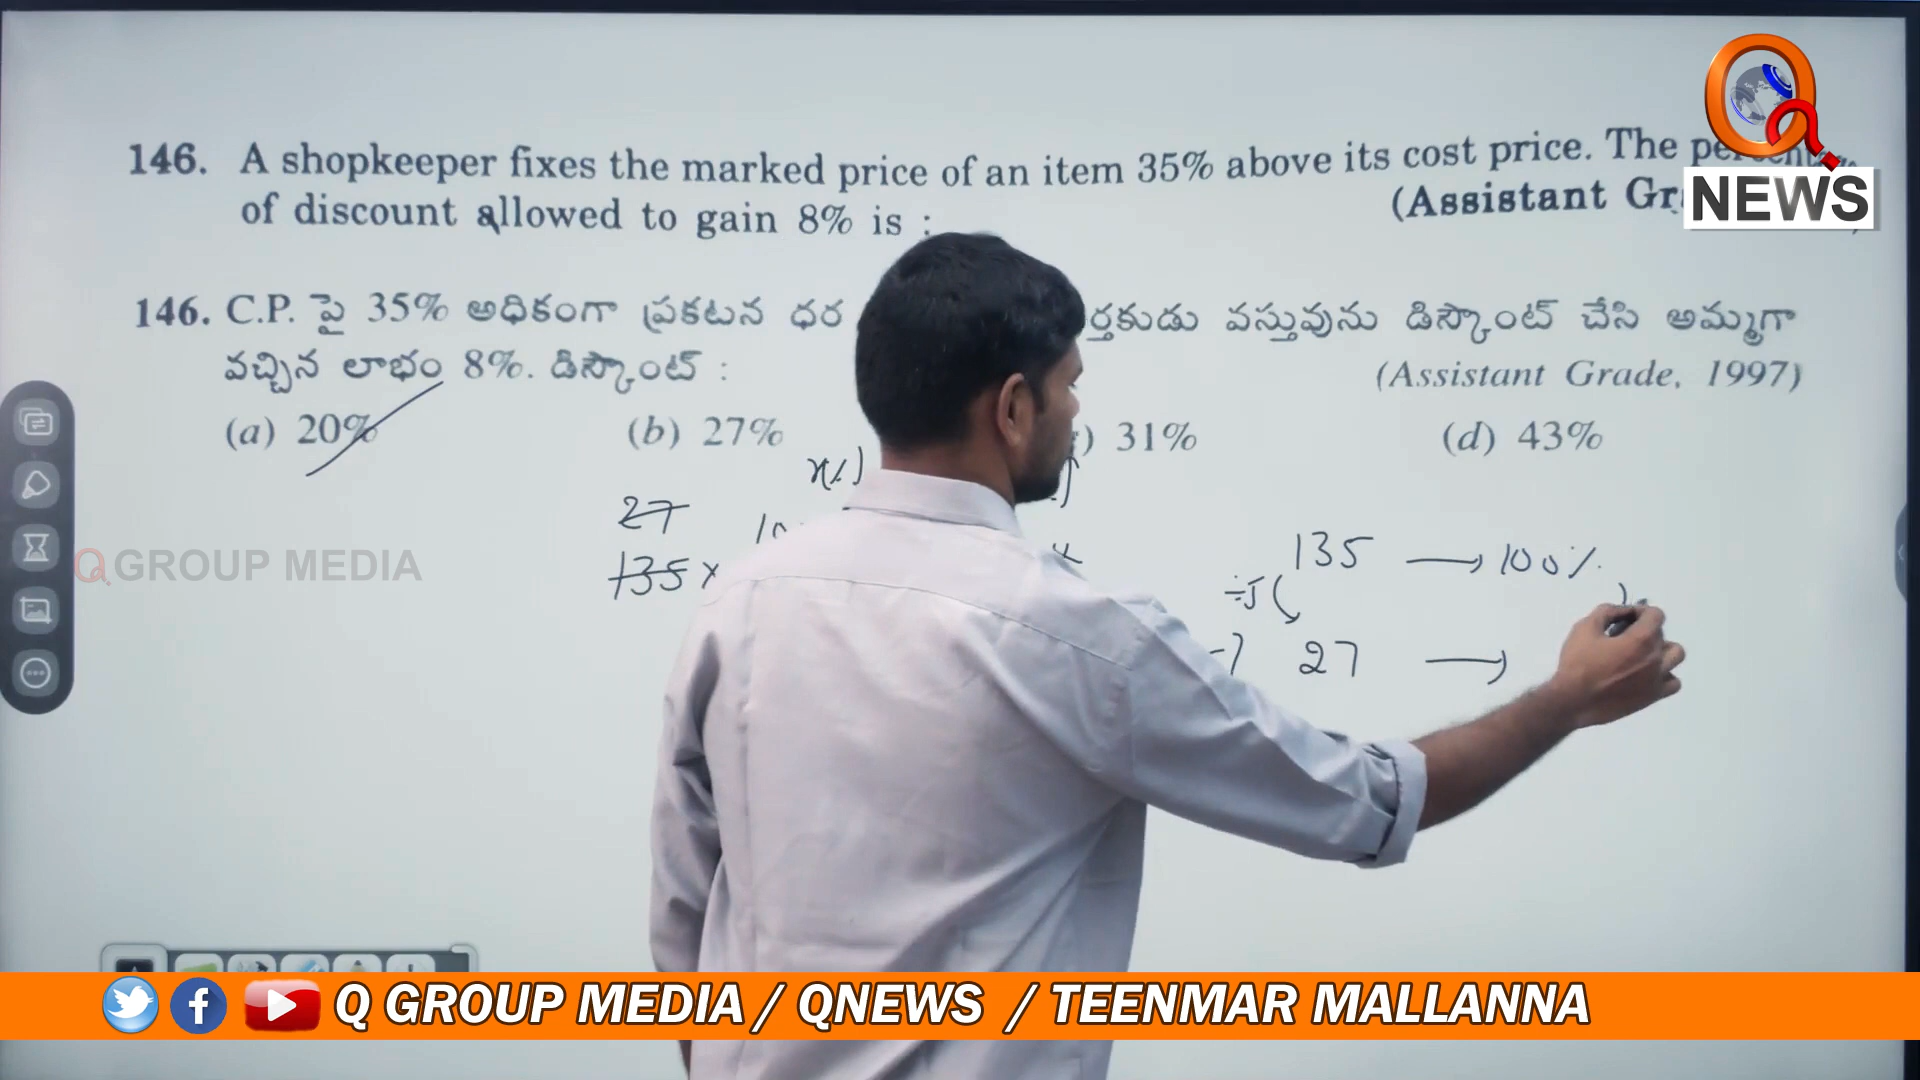 146. A shopkeeper fixes the marked price of an item 35% above its cost price. The
of discount allowed to gain 8% is :
(Assistant
146. C.P. పై 35% అధికంగా ప్రకటన ధర వస్తువును డిస్కౌంట్ చేసి అమ్మగా
వచ్చిన లాభం 8%. డిస్కౌంట్ :
(Assistant Grade, 1997)
(a) 20% (b) 27% 31% (d) 43%
27
135 ×
135 → 100%
÷5
27 →
Q NEWS
Q GROUP MEDIA
Q GROUP MEDIA / QNEWS / TEENMAR MALLANNA